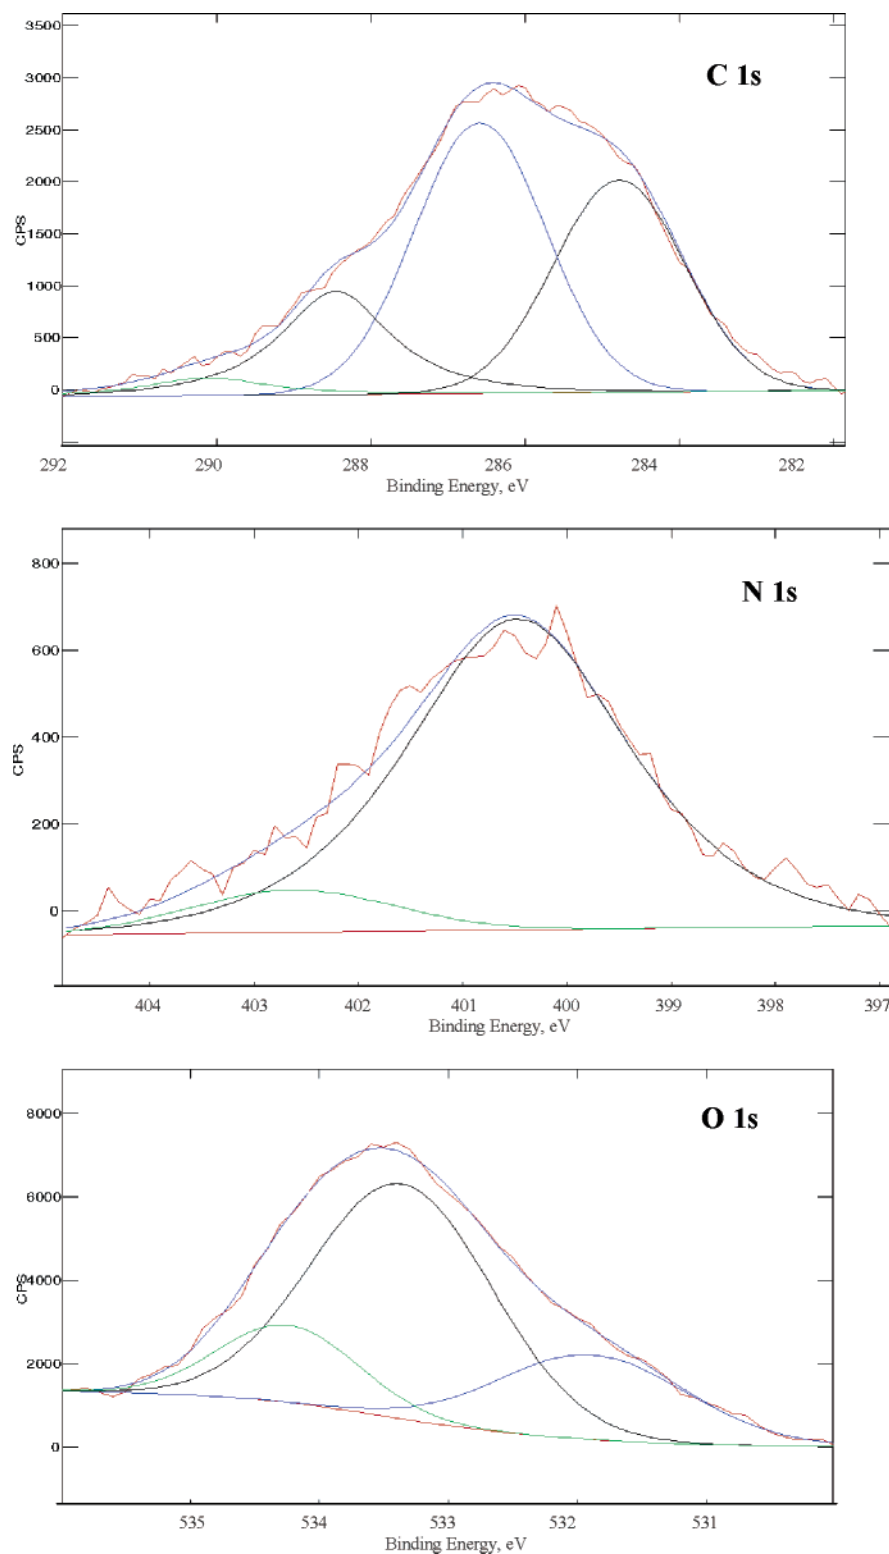 3500
C 1s
3000
2500
2000
1500
CPS
1000
500
0
292 290 288 286 284 282
Binding Energy, eV
800
N 1s
600
400
CPS
200
0
404 403 402 401 400 399 398 397
Binding Energy, eV
8000
O 1s
6000
4000
CPS
2000
0
535 534 533 532 531
Binding Energy, eV